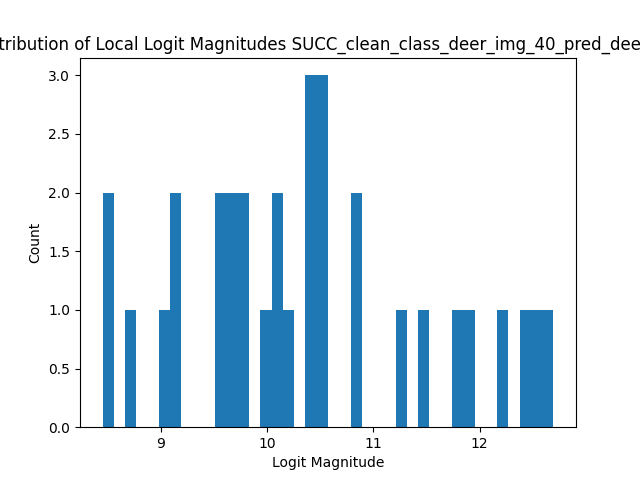 tribution of Local Logit Magnitudes SUCC_clean_class_deer_img_40_pred_dee
3.0
2.5
2.0
1.5
1.0
0.5
0.0
Count
9 10 11 12
Logit Magnitude